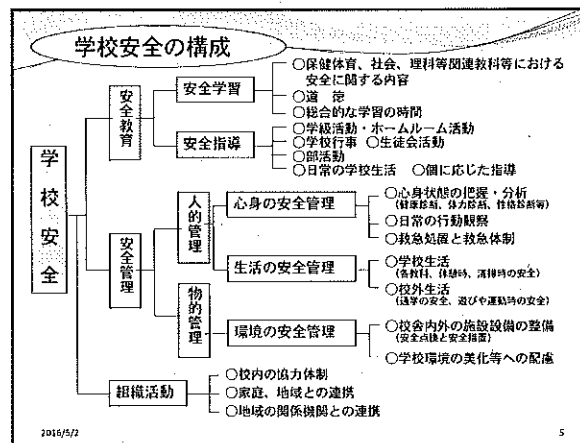 学校安全の構成
学校安全
安全教育
安全学習
○保健体育、社会、理科等関連教科等における
安全に関する内容
○道　徳
○総合的な学習の時間
安全指導
○学級活動・ホームルーム活動
○学校行事　○生徒会活動
○部活動
○日常の学校生活　○個に応じた指導
安全管理
人的管理
心身の安全管理
○心身状態の把握・分析
(健康診断、体力診断、性格診断等)
○日常の行動観察
○救急処置と救急体制
生活の安全管理
○学校生活
(各教科、休憩時、清掃時の安全)
○校外生活
(通学の安全、遊びや運動時の安全)
物的管理
環境の安全管理
○校舎内外の施設設備の整備
(安全点検と安全措置)
○学校環境の美化等への配慮
組織活動
○校内の協力体制
○家庭、地域との連携
○地域の関係機関との連携
2016/5/2
5